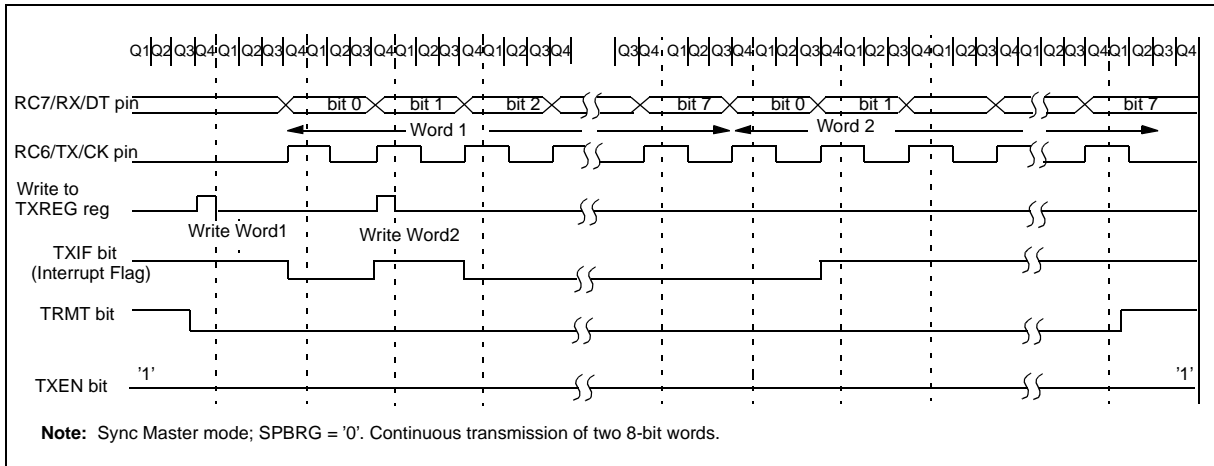 Q1 Q2 Q3 Q4 Q1 Q2 Q3 Q4 Q1 Q2 Q3 Q4 Q1 Q2 Q3 Q4 Q1 Q2 Q3 Q4 Q3 Q4 Q1 Q2 Q3 Q4 Q1 Q2 Q3 Q4 Q1 Q2 Q3 Q4 Q1 Q2 Q3 Q4 Q1 Q2 Q3 Q4 Q1 Q2 Q3 Q4
RC7/RX/DT pin bit 0 bit 1 bit 2 bit 7 bit 0 bit 1 bit 7
Word 1 Word 2
RC6/TX/CK pin
Write to
TXREG reg
Write Word1 Write Word2
TXIF bit
(Interrupt Flag)
TRMT bit
'1' '1'
TXEN bit
Note: Sync Master mode; SPBRG = '0'. Continuous transmission of two 8-bit words.